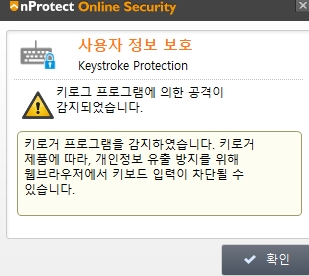 nProtect Online Security
사용자 정보 보호
Keystroke Protection
키로그 프로그램에 의한 공격이
감지되었습니다.
키로거 프로그램을 감지하였습니다. 키로거
제품에 따라, 개인정보 유출 방지를 위해
웹브라우저에서 키보드 입력이 차단될 수
있습니다.
확인